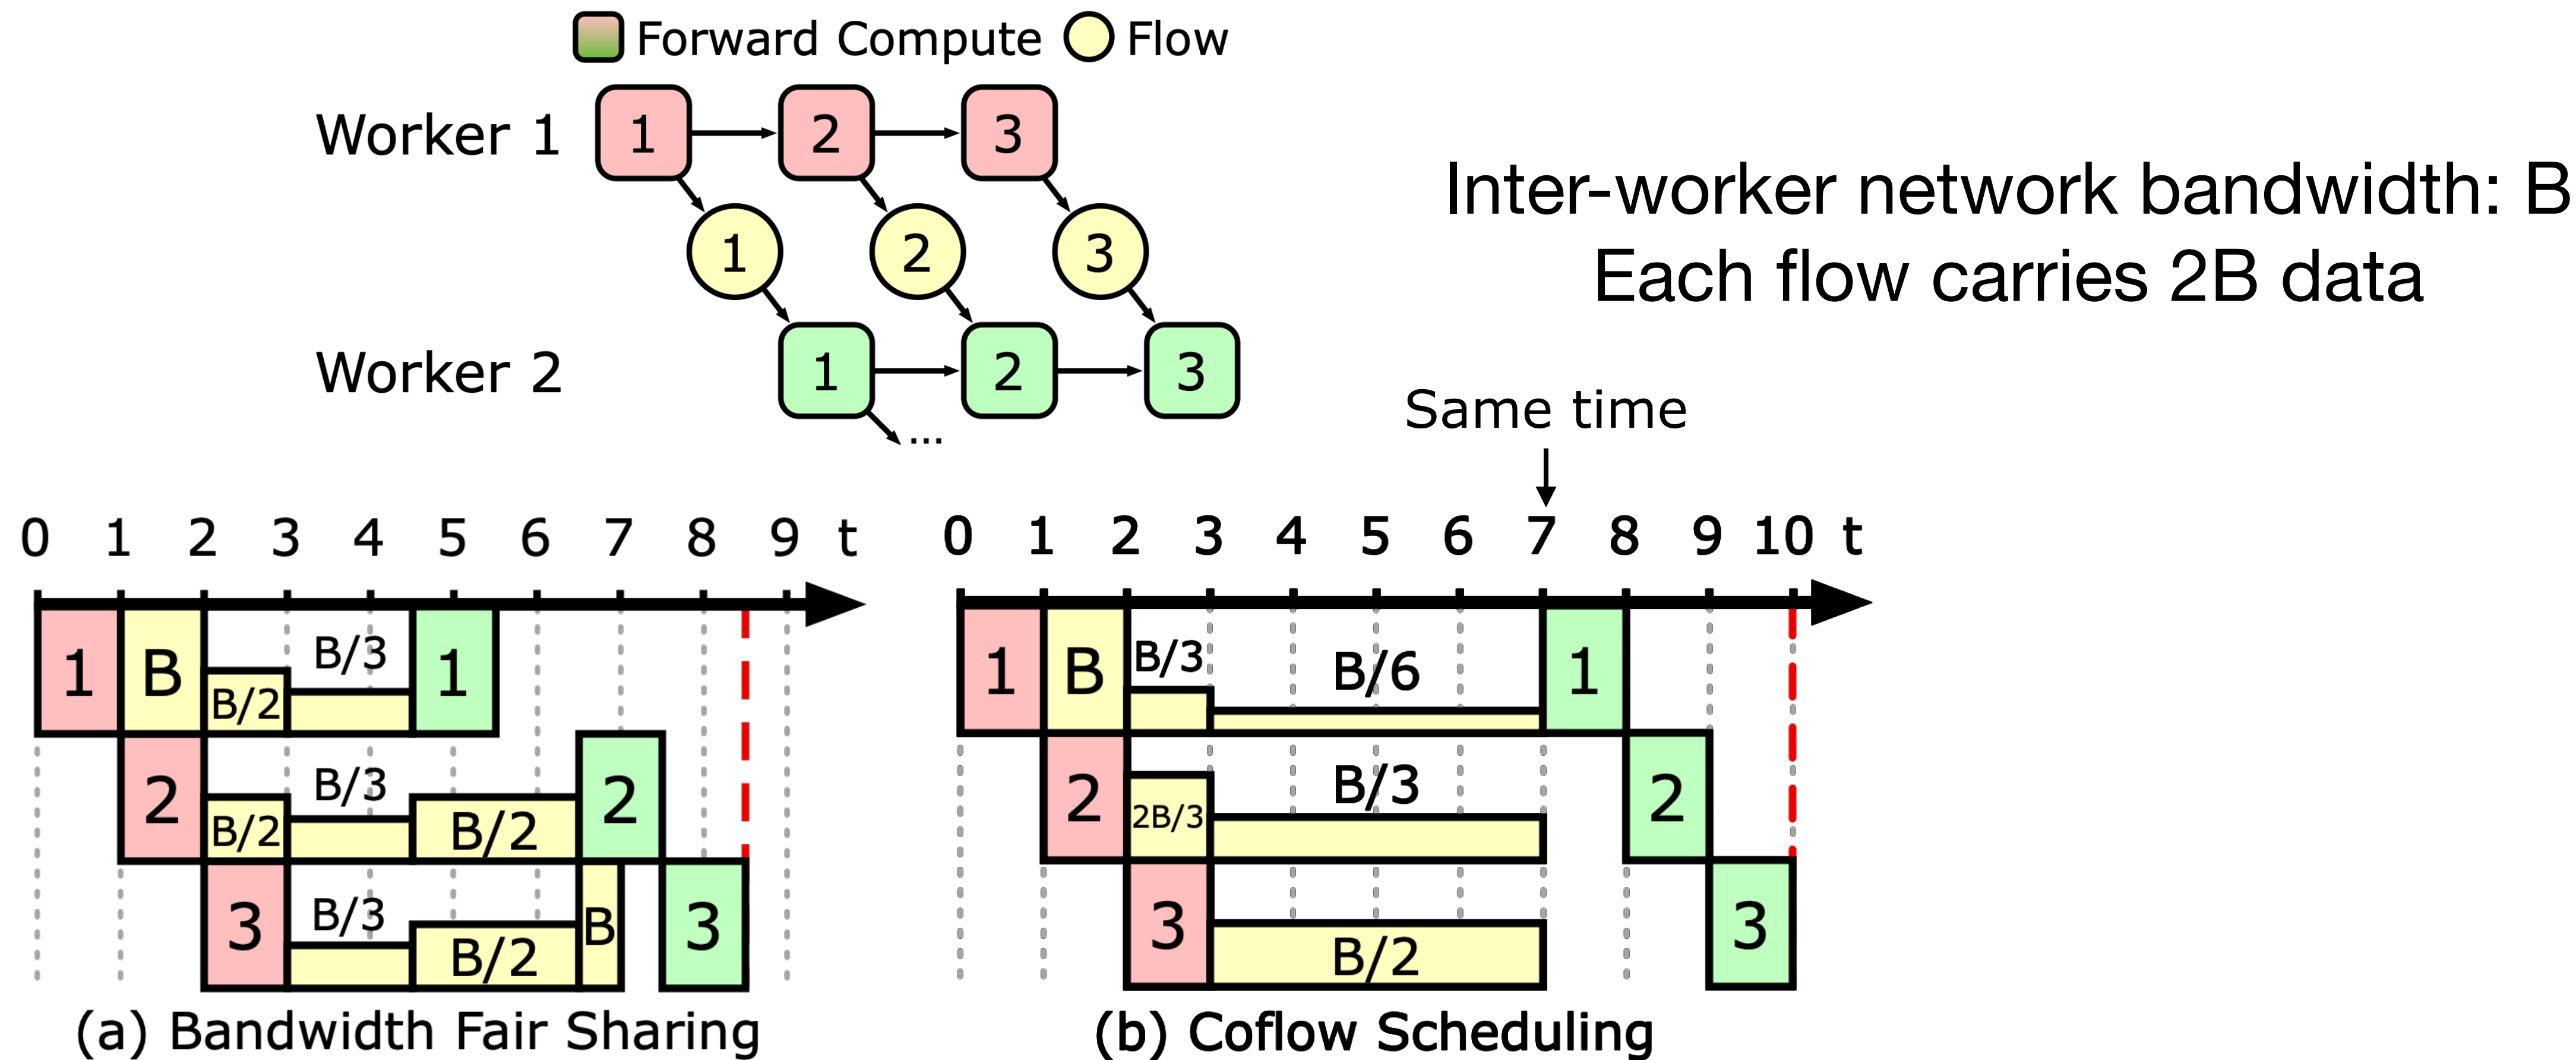 Forward Compute Flow
Worker 1 1 2 3
1 2 3
Worker 2 1 2 3
...
Inter-worker network bandwidth: B
Each flow carries 2B data
Same time
0 1 2 3 4 5 6 7 8 9 t
1 B B/2 B/3 1
2 B/2 B/3 B/2 2
3 B/3 B/2 B 3
(a) Bandwidth Fair Sharing
0 1 2 3 4 5 6 7 8 9 10 t
1 B B/3 B/6 1
2 2B/3 B/3 2
3 B/2 3
(b) Coflow Scheduling